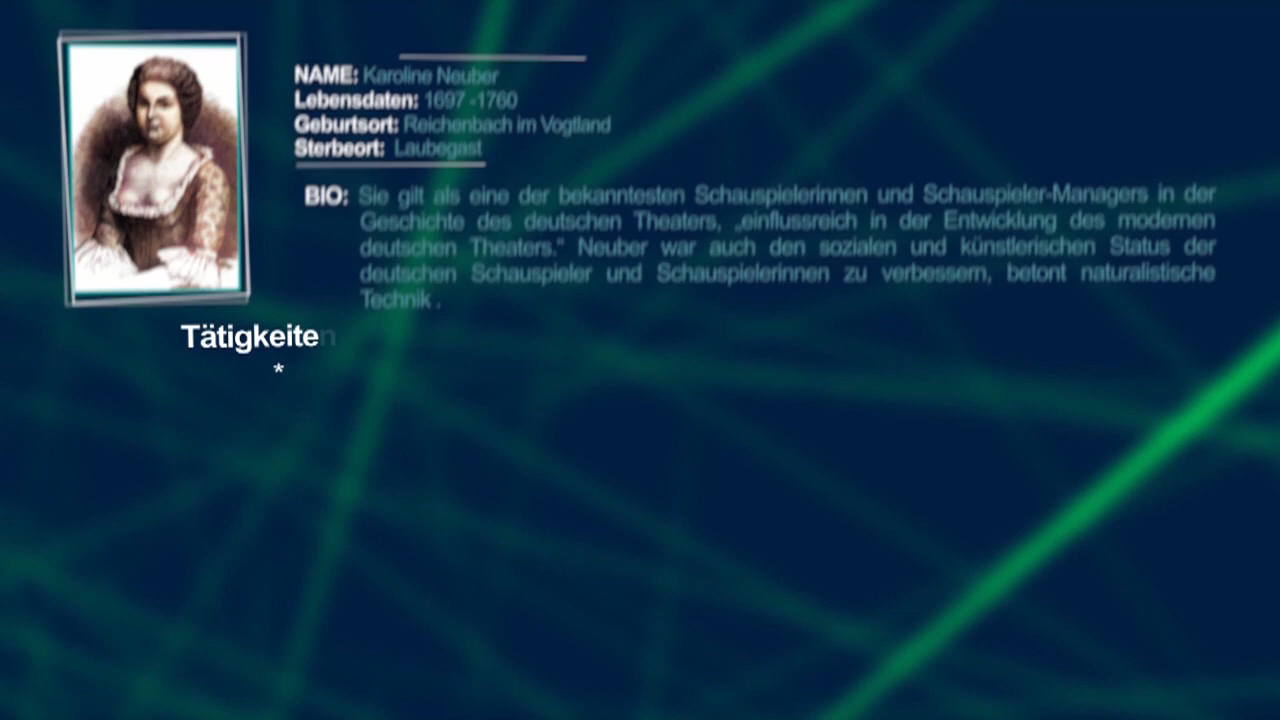 NAME: Karoline Neuber
Lebensdaten: 1697 -1760
Geburtsort: Reichenbach im Vogtland
Sterbeort: Laubegast
BIO: Sie gilt als eine der bekanntesten Schauspielerinnen und Schauspieler-Managers in der
Geschichte des deutschen Theaters, „einflussreich in der Entwicklung des modernen
deutschen Theaters.“ Neuber war auch den sozialen und künstlerischen Status der
deutschen Schauspieler und Schauspielerinnen zu verbessern, betont naturalistische
Technik .
Tätigkeiten
*